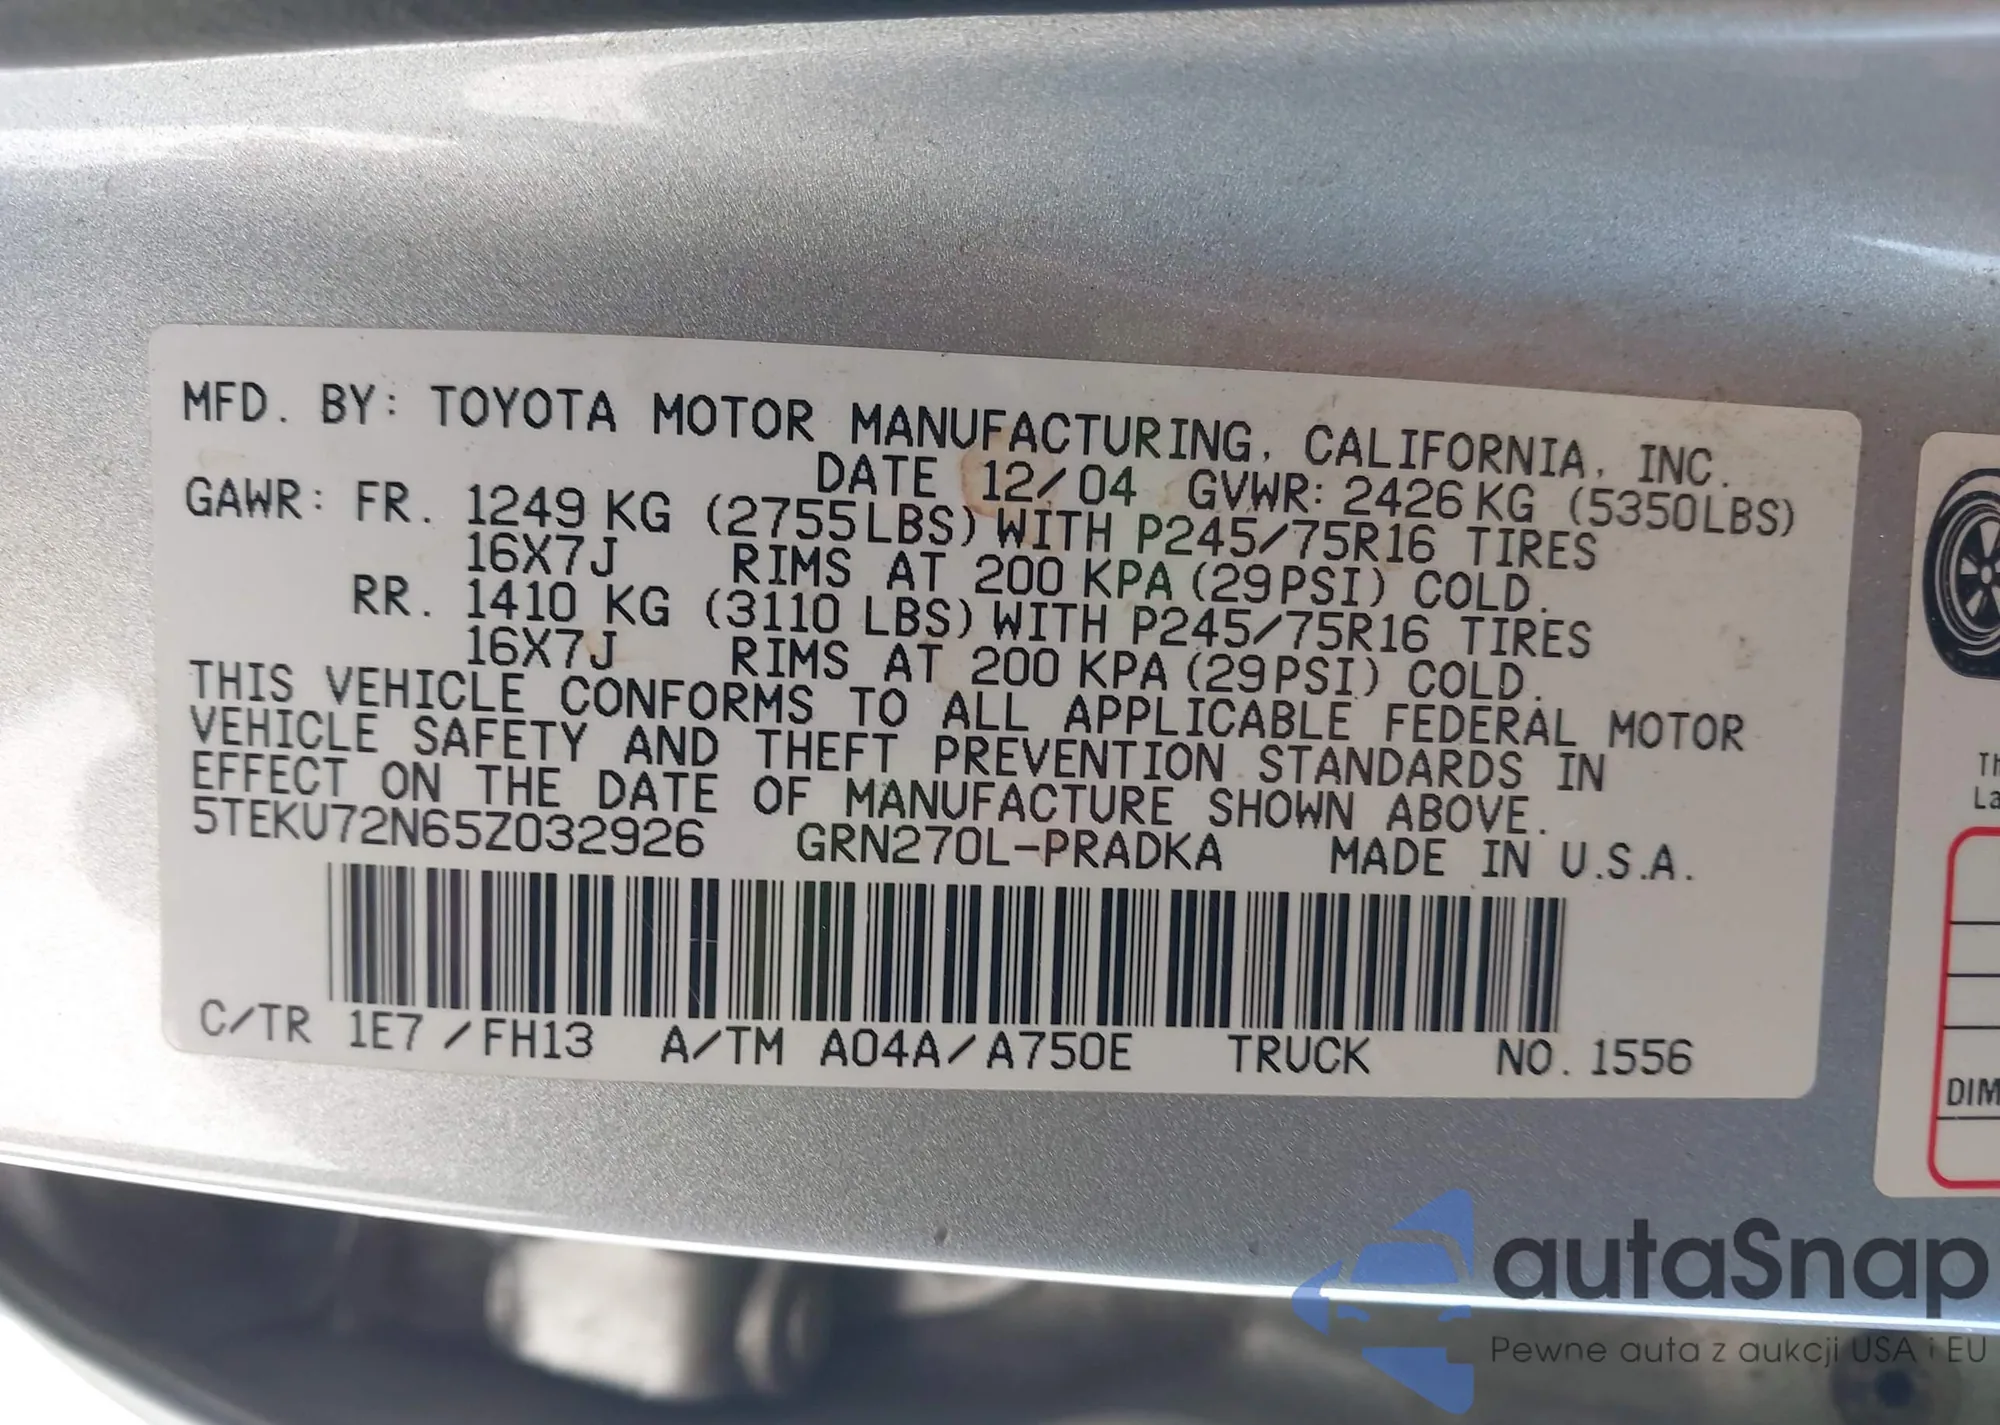 MFD. BY: TOYOTA MOTOR MANUFACTURING, CALIFORNIA, INC.
DATE 12/04 GVWR: 2426 KG (5350LBS)
GAWR: FR. 1249 KG (2755LBS) WITH P245/75R16 TIRES
16X7J RIMS AT 200 KPA (29PSI) COLD.
RR. 1410 KG (3110 LBS) WITH P245/75R16 TIRES
16X7J RIMS AT 200 KPA (29PSI) COLD.
THIS VEHICLE CONFORMS TO ALL APPLICABLE FEDERAL MOTOR
VEHICLE SAFETY AND THEFT PREVENTION STANDARDS IN
EFFECT ON THE DATE OF MANUFACTURE SHOWN ABOVE.
5TEKU72N65Z032926 GRN270L-PRADKA MADE IN U.S.A.
C/TR 1E7 /FH13 A/TM A04A/A750E TRUCK NO. 1556
autaSnap
Pewne auta z aukcji USA i EU